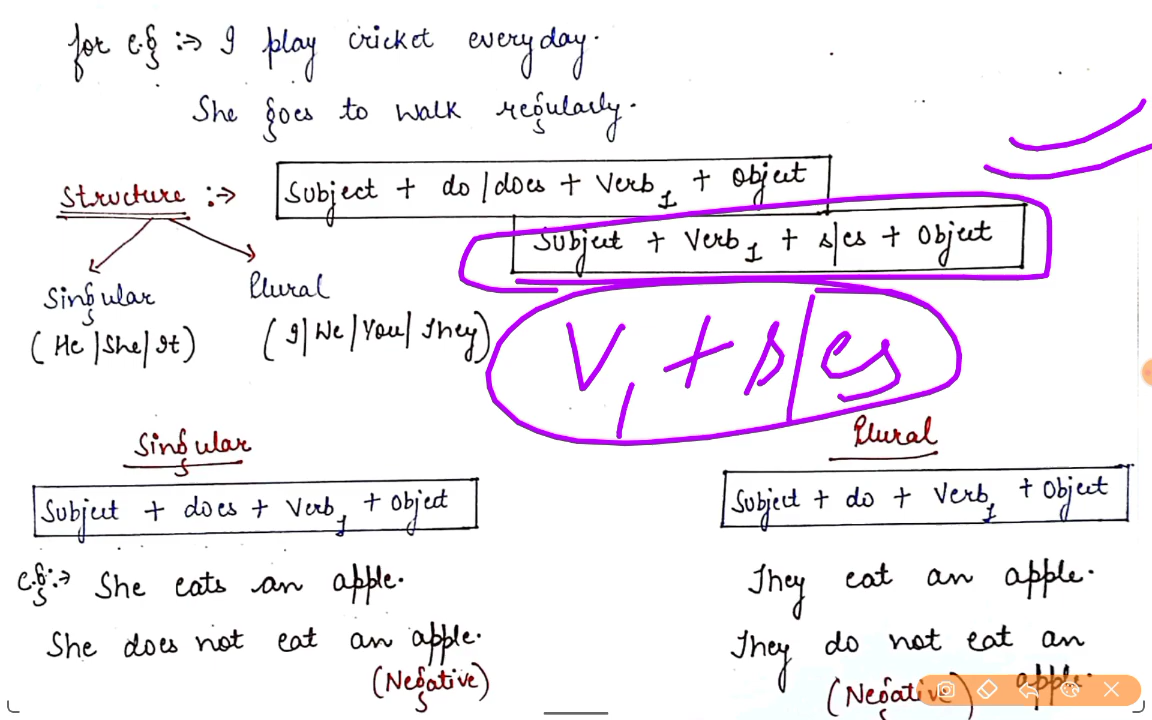 for e.g :-> I play cricket everyday.
She goes to walk regularly.
Structure :-> Subject + do/does + Verb1 + Object
Subject + Verb1 + s/es + Object
Singular Plural
(He/She/It) (I/We/You/They)
V1 + s/es
Singular Plural
Subject + does + Verb1 + Object Subject + do + Verb1 + Object
e.g:-> She eats an apple. They eat an apple.
She does not eat an apple. They do not eat an
(Negative) (Negative) apple.